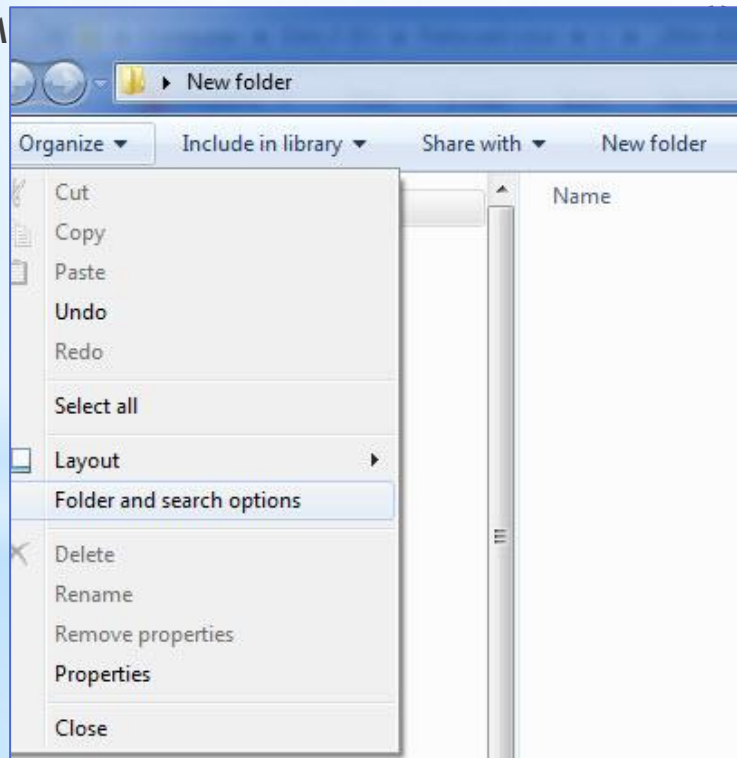 New folder
Organize Include in library Share with New folder
Name
Cut
Copy
Paste
Undo
Redo
Select all
Layout
Folder and search options
Delete
Rename
Remove properties
Properties
Close